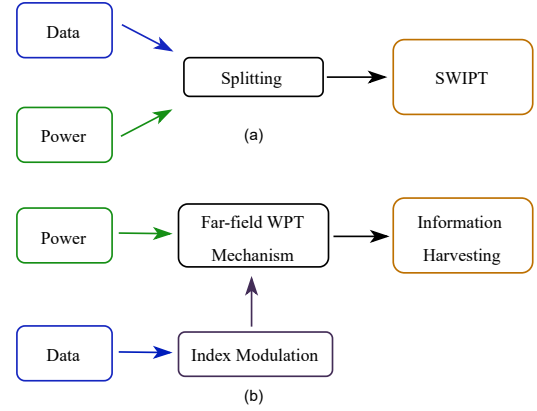 Data
Splitting
SWIPT
Power
(a)
Power
Far-field WPT
Mechanism
Information
Harvesting
Data
Index Modulation
(b)